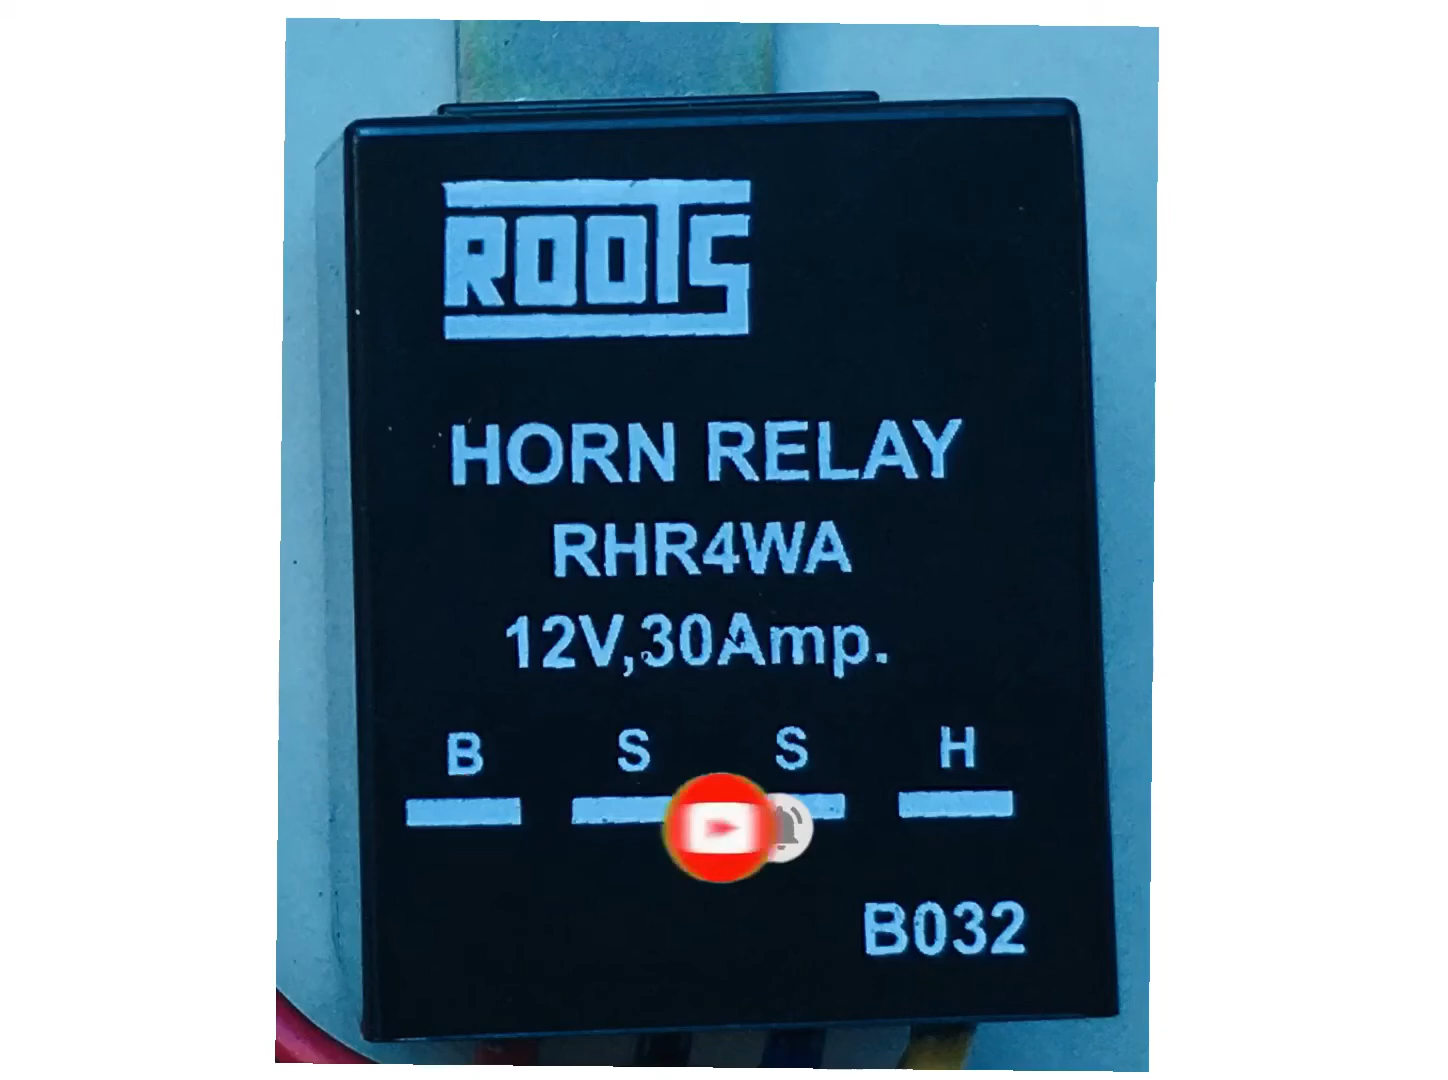 ROOTS
HORN RELAY
RHR4WA
12V,30Amp.
B S S H
B032